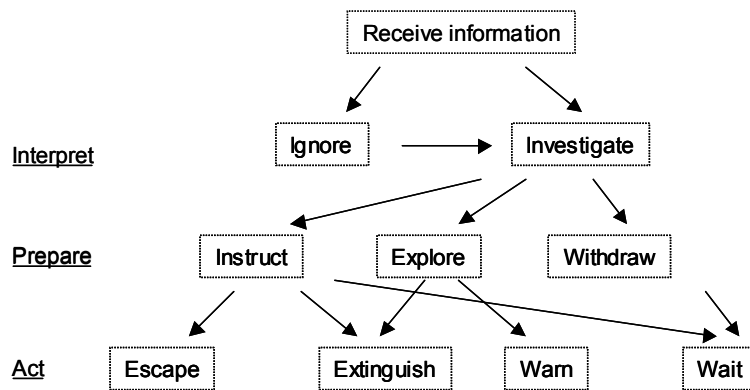 Receive information
Interpret
Ignore
Investigate
Prepare
Instruct
Explore
Withdraw
Act
Escape
Extinguish
Warn
Wait